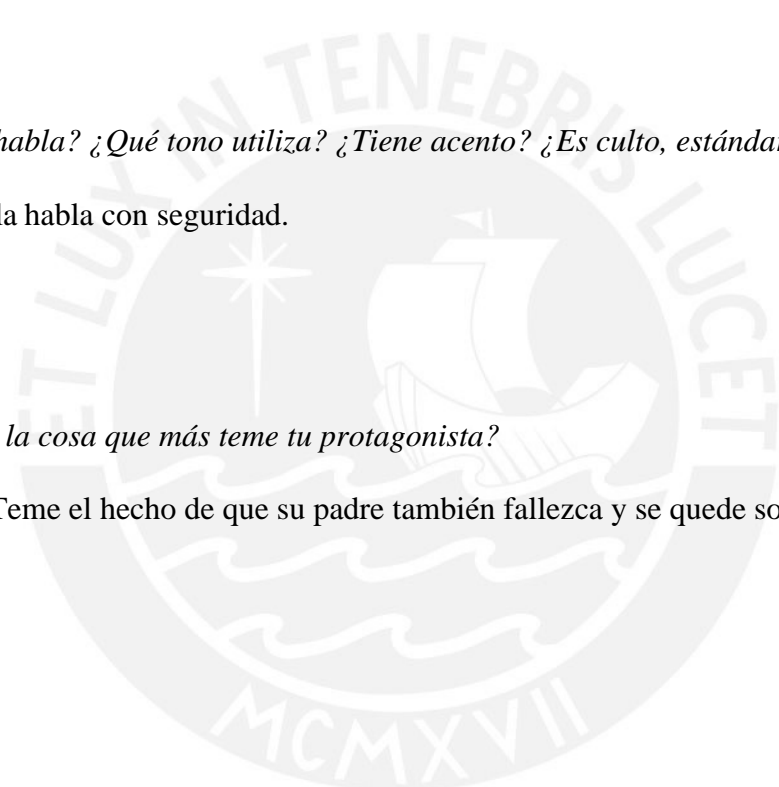 ET LUX IN TENEBRIS LUCET
habla? ¿Qué tono utiliza? ¿Tiene acento? ¿Es culto, estándar
la habla con seguridad.
la cosa que más teme tu protagonista?
Teme el hecho de que su padre también fallezca y se quede so
MCMXVII